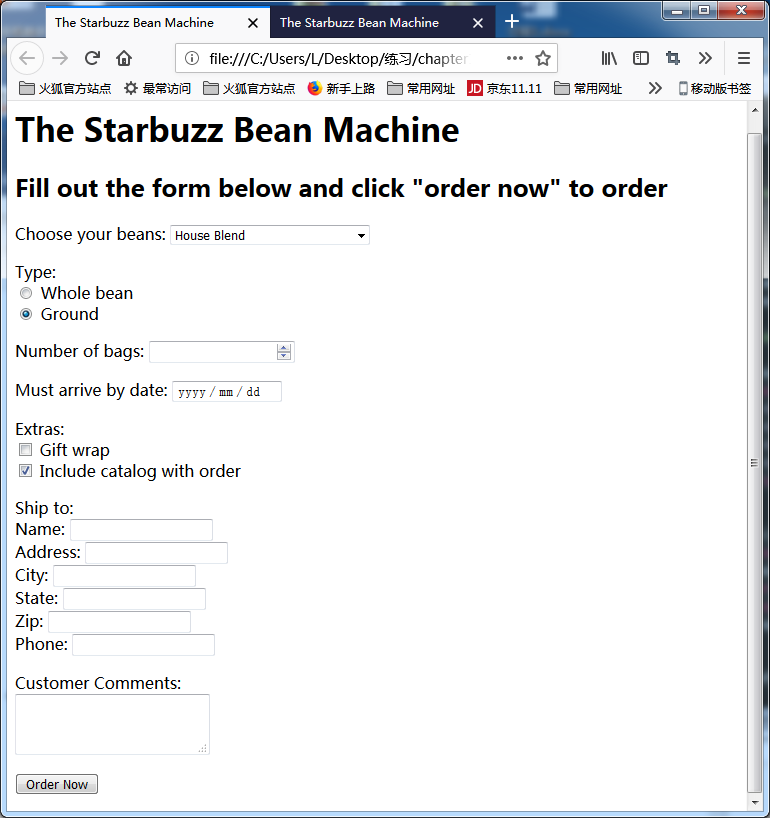 The Starbuzz Bean Machine
The Starbuzz Bean Machine
file:///C:/Users/L/Desktop/练习/chapter
火狐官方站点 最常访问 火狐官方站点 新手上路 常用网址 JD 京东11.11 常用网址 移动版书签
The Starbuzz Bean Machine
Fill out the form below and click "order now" to order
Choose your beans: House Blend
Type:
Whole bean
Ground
Number of bags:
Must arrive by date: yyyy / mm / dd
Extras:
Gift wrap
Include catalog with order
Ship to:
Name:
Address:
City:
State:
Zip:
Phone:
Customer Comments:
Order Now